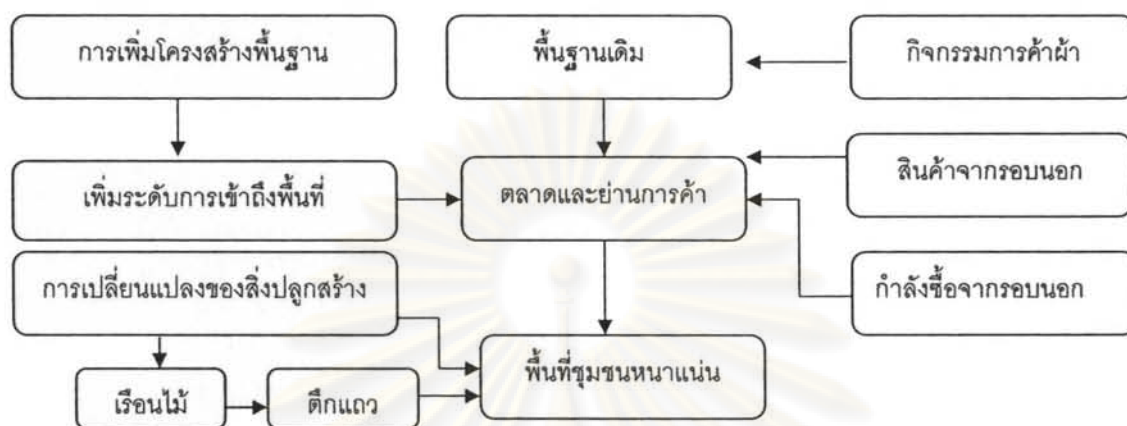 การเพิ่มโครงสร้างพื้นฐาน
พื้นฐานเดิม
กิจกรรมการค้าผ้า
เพิ่มระดับการเข้าถึงพื้นที่
ตลาดและย่านการค้า
สินค้าจากรอบนอก
การเปลี่ยนแปลงของสิ่งปลูกสร้าง
กำลังซื้อจากรอบนอก
พื้นที่ชุมชนหนาแน่น
เรือนไม้
ตึกแถว